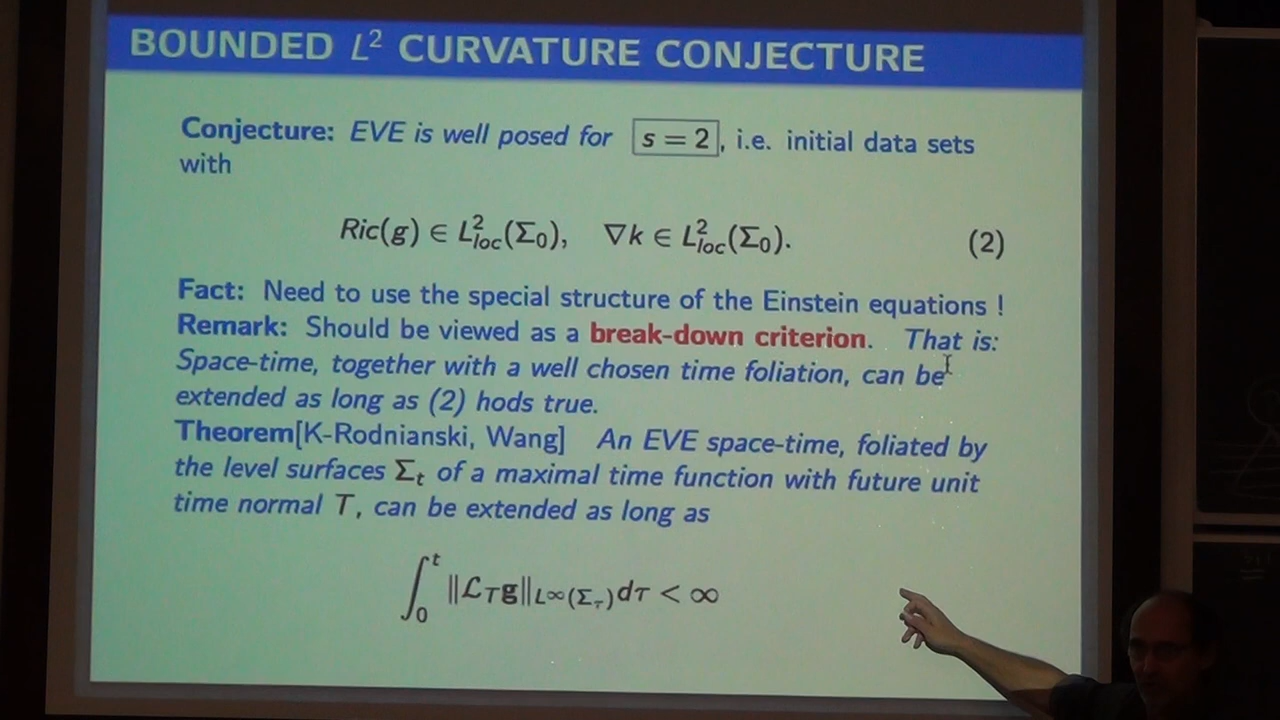 BOUNDED L² CURVATURE CONJECTURE
Conjecture: EVE is well posed for s = 2, i.e. initial data sets
with
Ric(g) ∈ L²_loc(Σ₀), ∇k ∈ L²_loc(Σ₀). (2)
Fact: Need to use the special structure of the Einstein equations !
Remark: Should be viewed as a break-down criterion. That is:
Space-time, together with a well chosen time foliation, can be
extended as long as (2) hods true.
Theorem[K-Rodnianski, Wang] An EVE space-time, foliated by
the level surfaces Σ_t of a maximal time function with future unit
time normal T, can be extended as long as
∫₀ᵗ ‖ℒ_T g‖_{L^∞(Σ_τ)} dτ < ∞